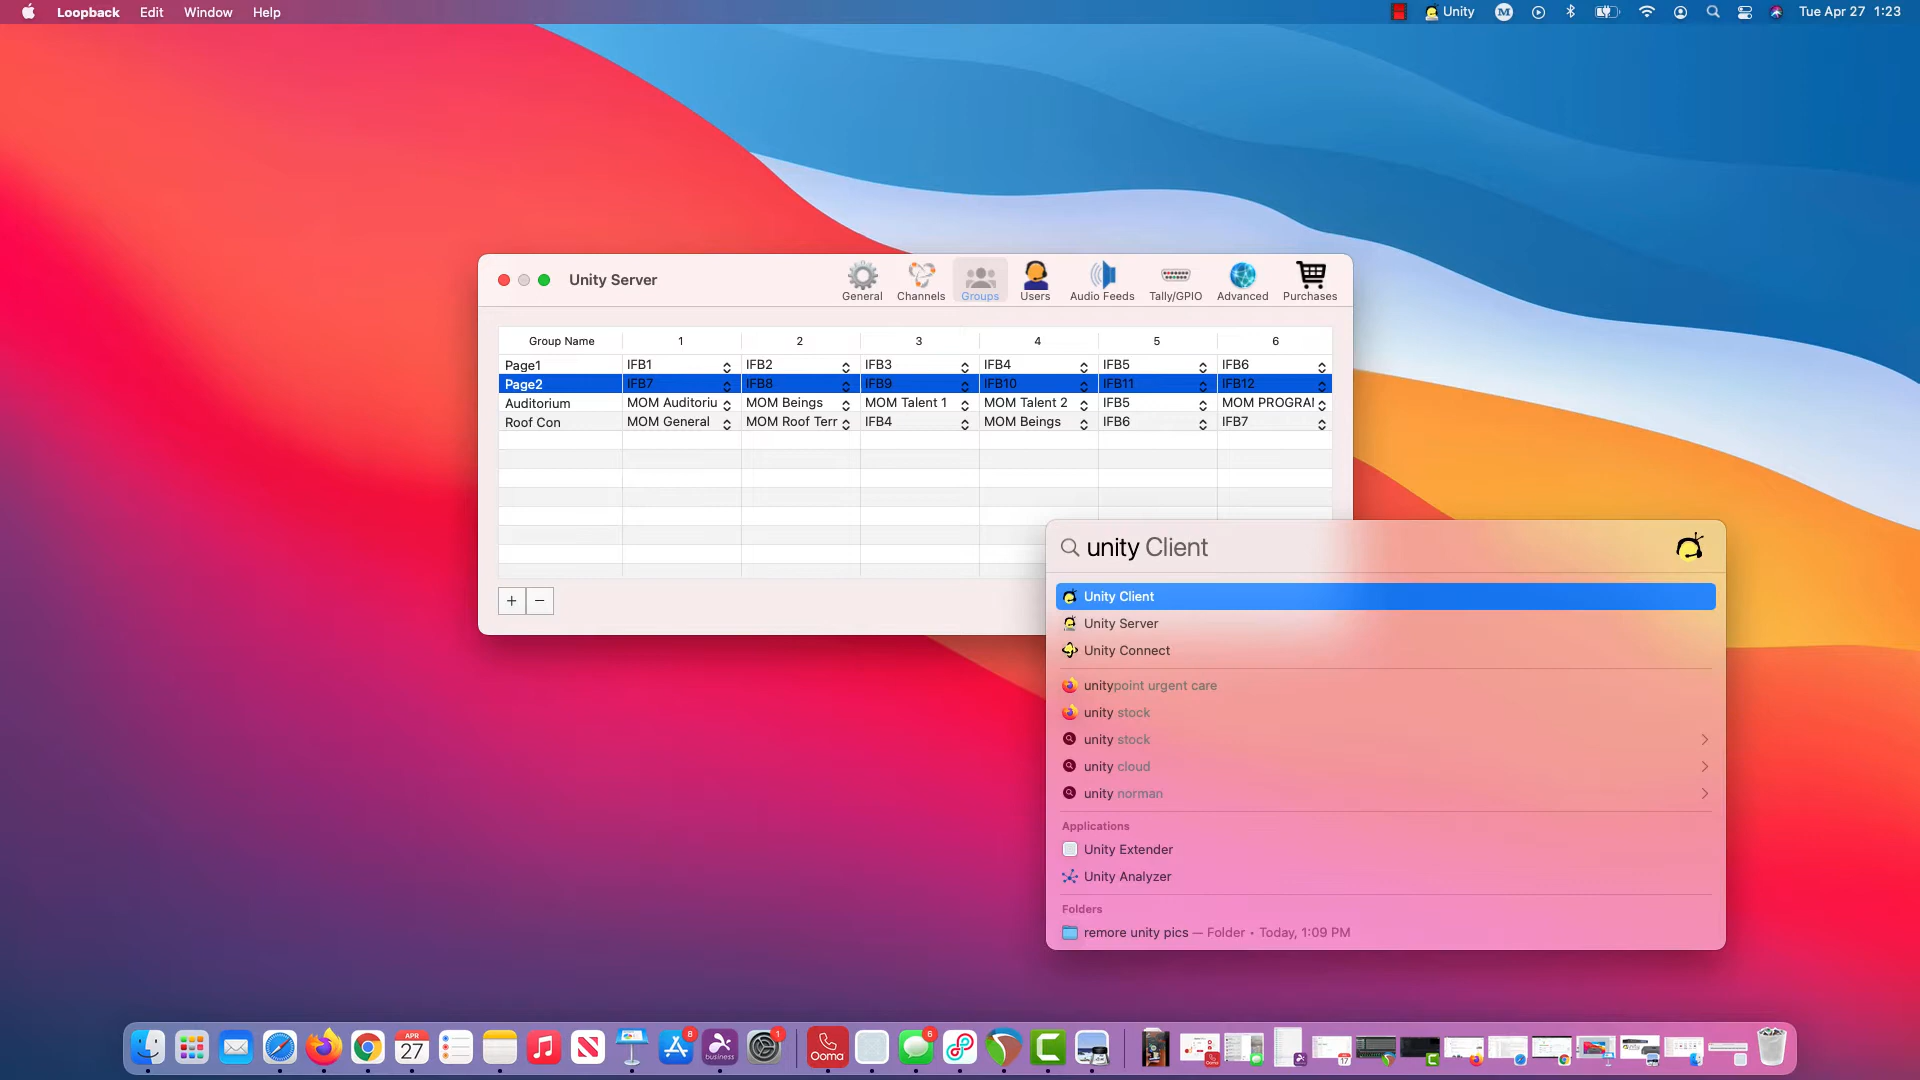 Loopback Edit Window Help
Unity M Tue Apr 27 1:23
Unity Server
General Channels Groups Users Audio Feeds Tally/GPIO Advanced Purchases
Group Name 1 2 3 4 5 6
Page1 IFB1 IFB2 IFB3 IFB4 IFB5 IFB6
Page2 IFB7 IFB8 IFB9 IFB10 IFB11 IFB12
Auditorium MOM Auditoriu MOM Beings MOM Talent 1 MOM Talent 2 IFB5 MOM PROGRA
Roof Con MOM General MOM Roof Terr IFB4 MOM Beings IFB6 IFB7
+ −
unity Client
Unity Client
Unity Server
Unity Connect
unitypoint urgent care
unity stock
unity stock
unity cloud
unity norman
Applications
Unity Extender
Unity Analyzer
Folders
remore unity pics — Folder • Today, 1:09 PM
APR
27
8
business
1
Ooma
6